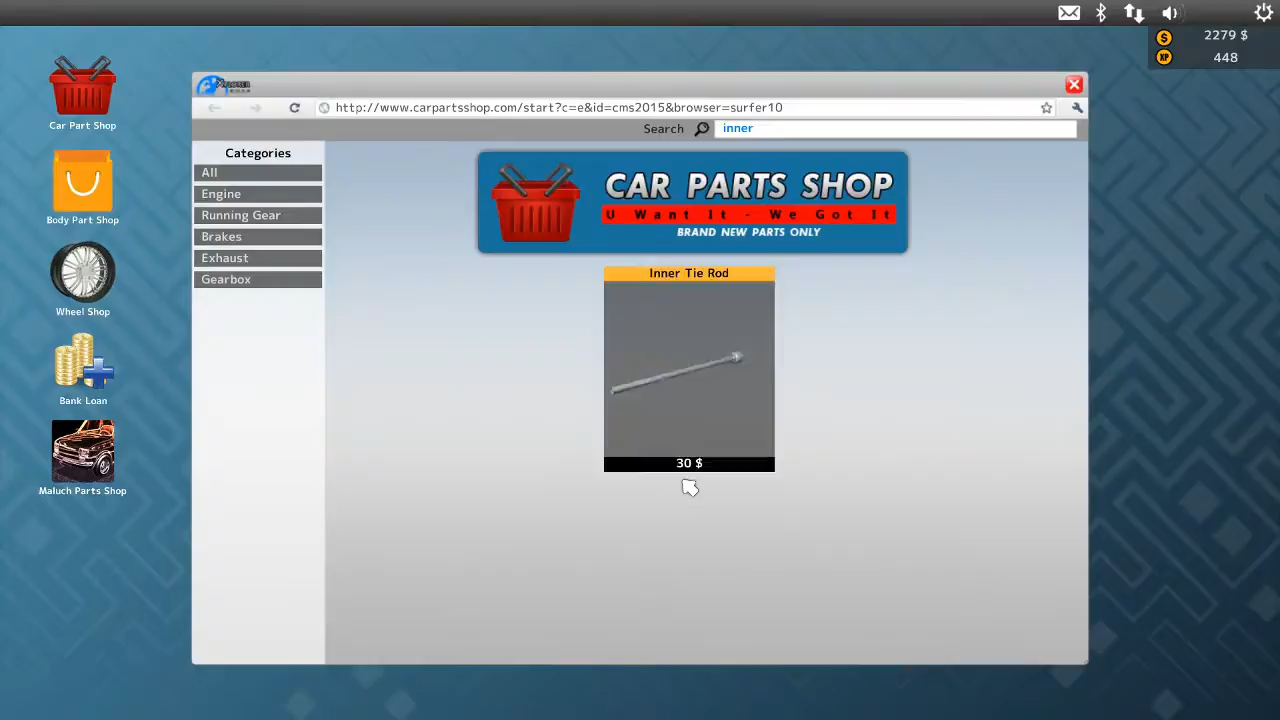 2279 $
XP 448
Car Part Shop
Body Part Shop
Wheel Shop
Bank Loan
Maluch Parts Shop
http://www.carpartsshop.com/start?c=e&id=cms2015&browser=surfer10
Search inner
Categories
All
Engine
Running Gear
Brakes
Exhaust
Gearbox
CAR PARTS SHOP
U Want It - We Got It
BRAND NEW PARTS ONLY
Inner Tie Rod
30 $